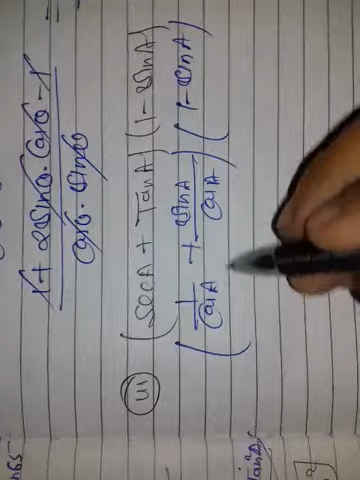 1 + 2Sinθ · Cosθ - 1
Cosθ · Sinθ
(iii) (SecA + TanA) (1 - SinA)
(1/CosA + SinA/CosA) (1 - SinA)